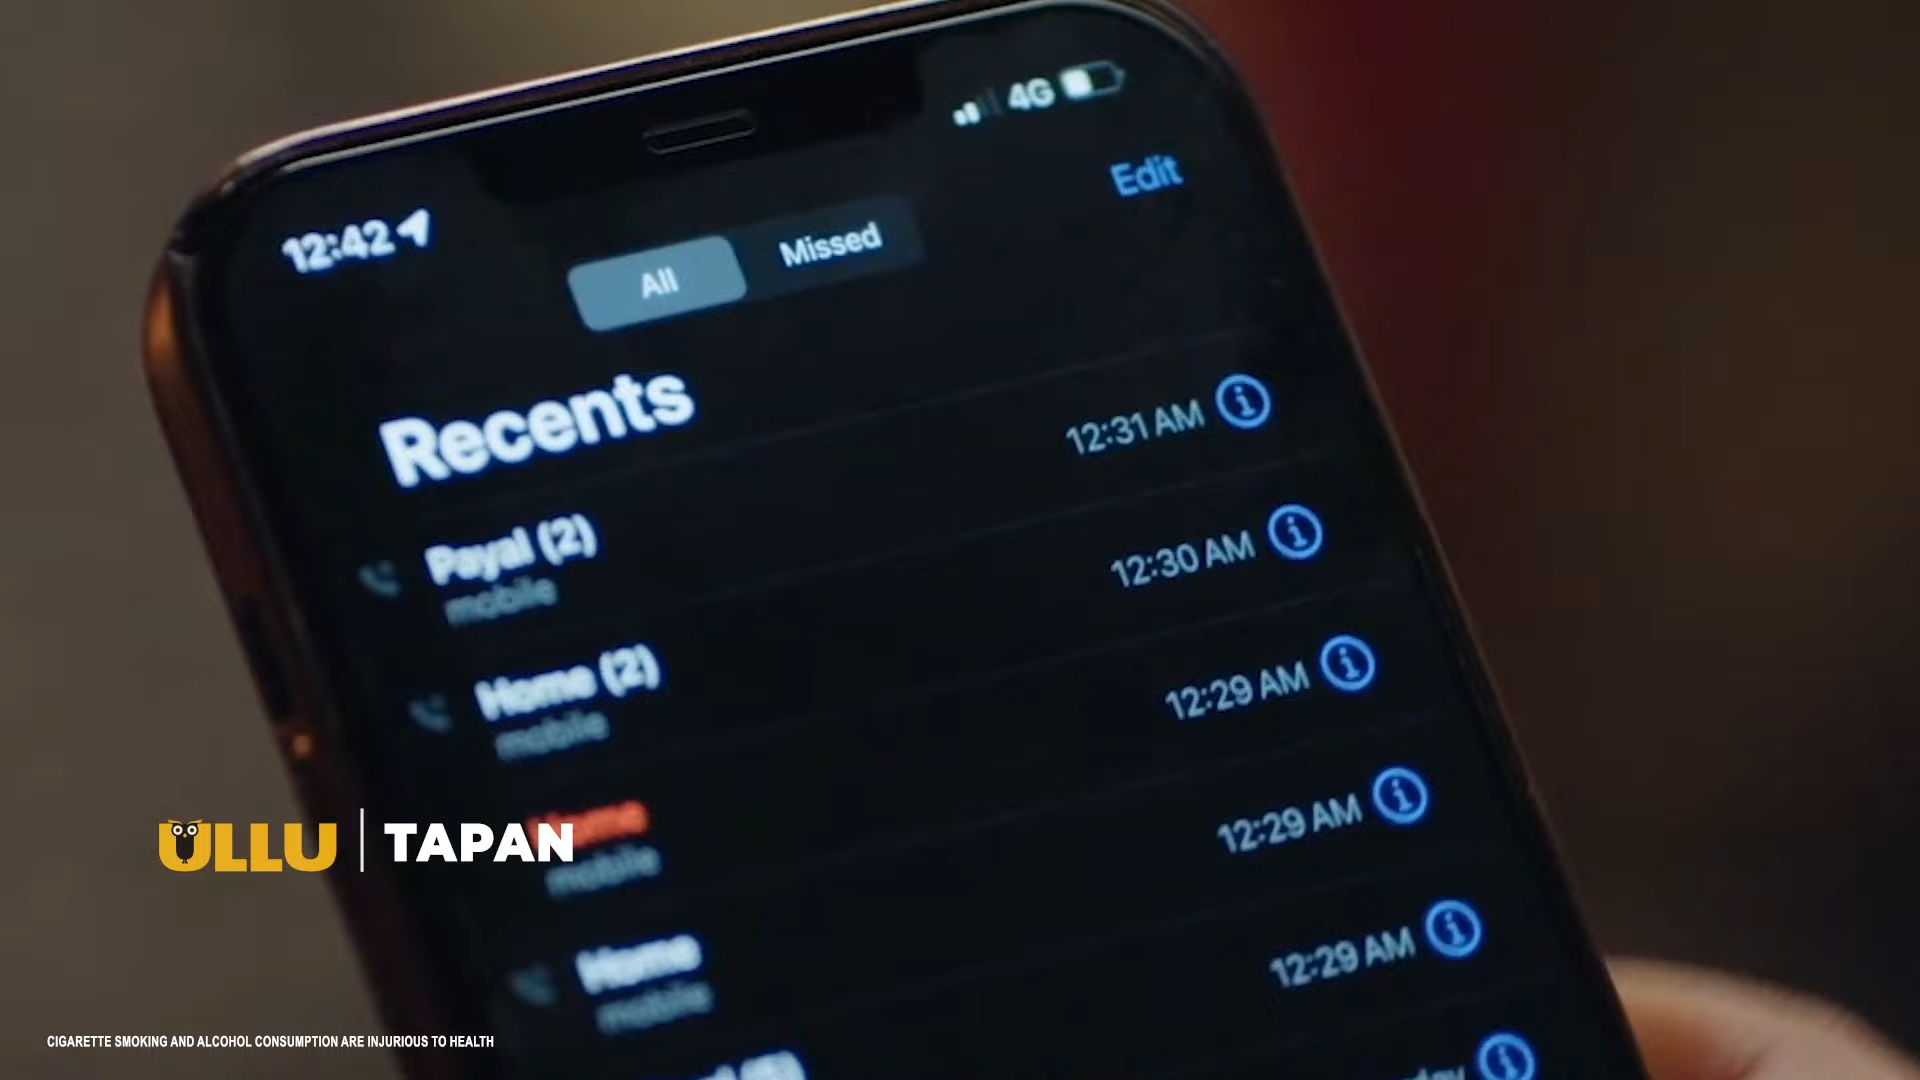 12:42
4G
Edit
All Missed
Recents
Payal (2)
mobile
12:31 AM
Home (2)
mobile
12:30 AM
Home
mobile
12:29 AM
Home
mobile
12:29 AM
12:29 AM
ULLU | TAPAN
CIGARETTE SMOKING AND ALCOHOL CONSUMPTION ARE INJURIOUS TO HEALTH